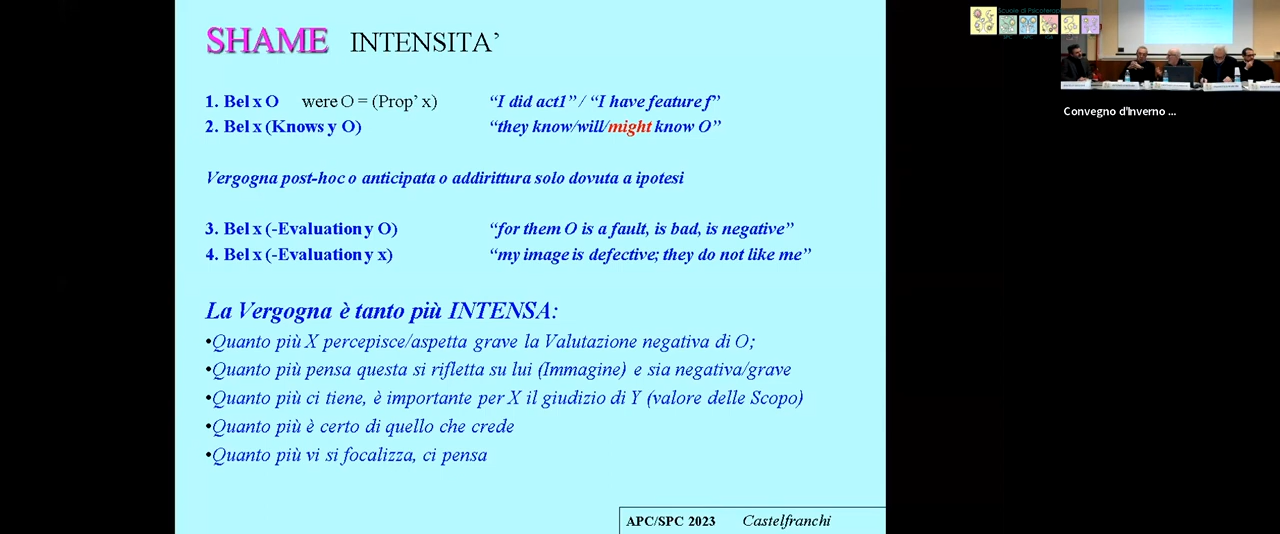 SHAME INTENSITA'
1. Bel x O were O = (Prop' x) “I did act1” / “I have feature f”
2. Bel x (Knows y O) “they know/will/might know O”
Vergogna post-hoc o anticipata o addirittura solo dovuta a ipotesi
3. Bel x (-Evaluation y O) “for them O is a fault, is bad, is negative”
4. Bel x (-Evaluation y x) “my image is defective; they do not like me”
La Vergogna è tanto più INTENSA:
•Quanto più X percepisce/aspetta grave la Valutazione negativa di O;
•Quanto più pensa questa si rifletta su lui (Immagine) e sia negativa/grave
•Quanto più ci tiene, è importante per X il giudizio di Y (valore delle Scopo)
•Quanto più è certo di quello che crede
•Quanto più vi si focalizza, ci pensa
APC/SPC 2023 Castelfranchi
Scuole di Psicoterapia
Convegno d'Inverno ...